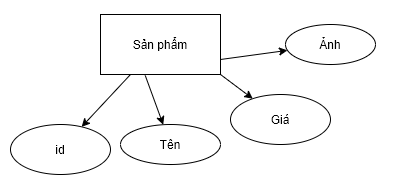 Sản phẩm
Ảnh
Giá
Tên
id